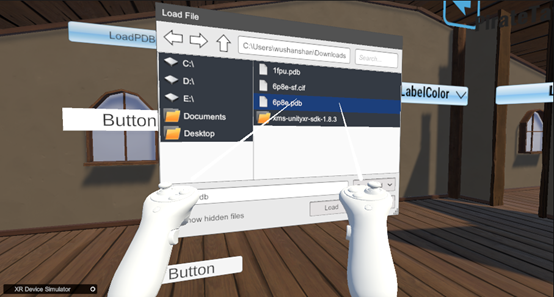 Load File
LoadPDB
C:\Users\wushanshan\Downloads
Search...
C:\
D:\
E:\
Documents
Desktop
1fpu.pdb
6p8e-sf.cif
6p8e.pdb
xms-unityxr-sdk-1.8.3
LabelColor
Button
db
how hidden files
Load
Button
XR Device Simulator